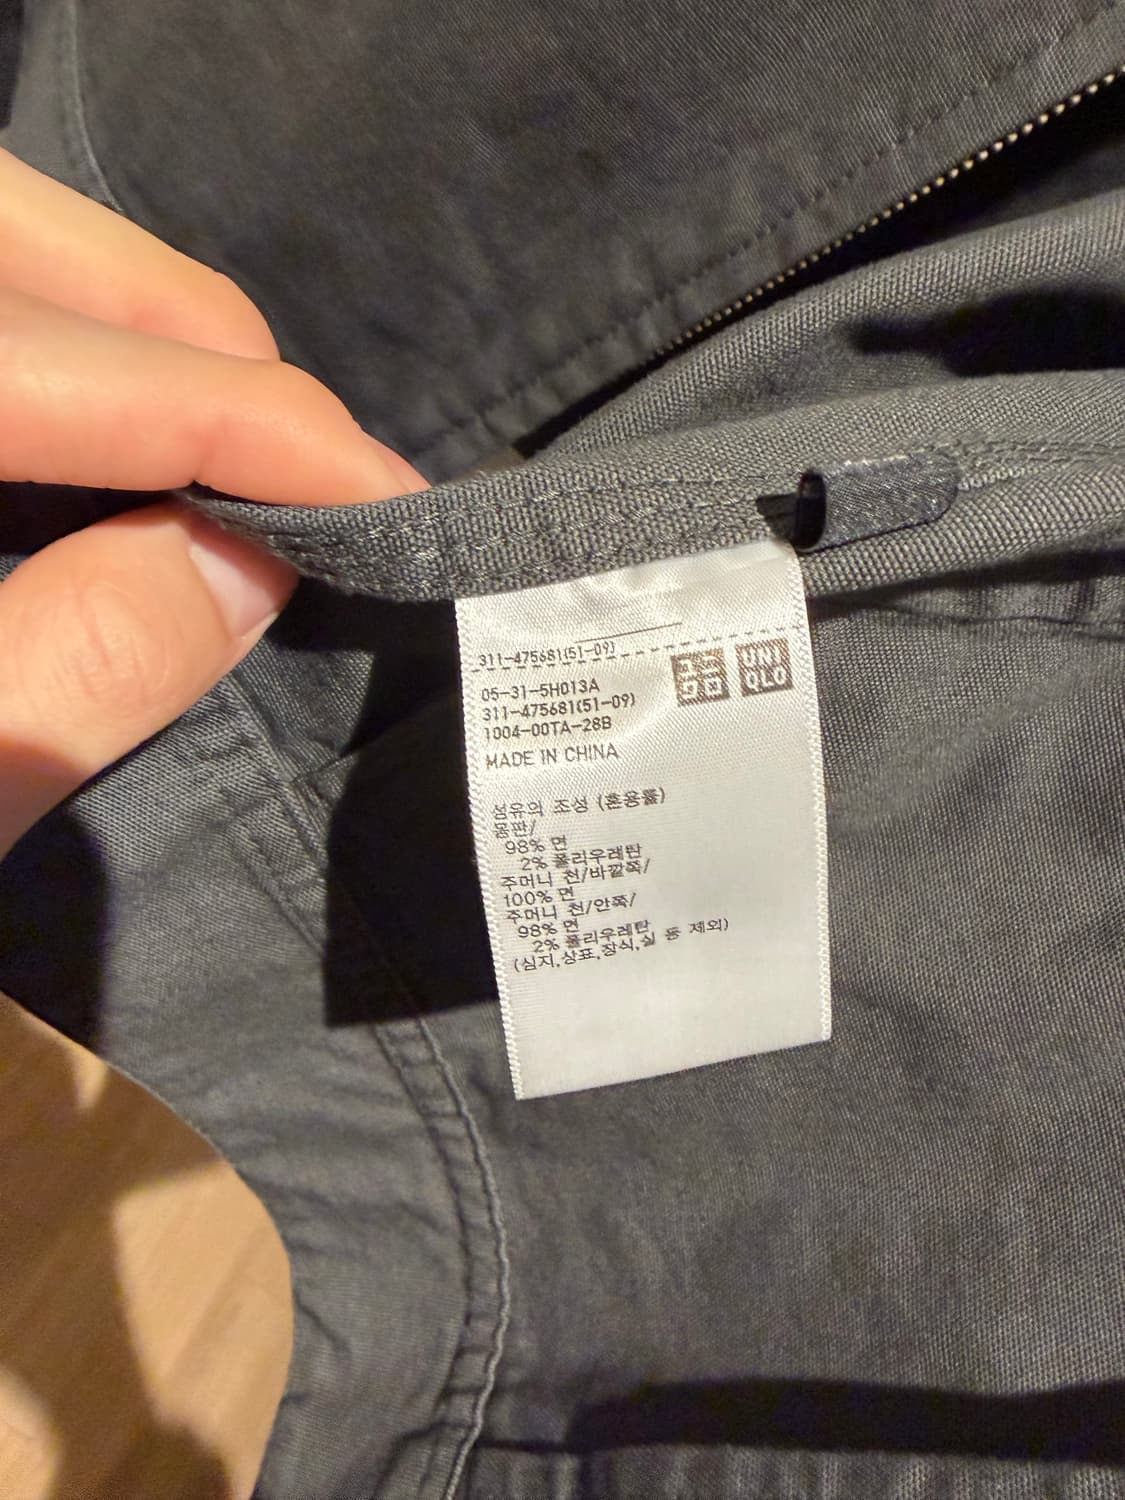 311-475681(51-09)
ユニクロ
UNIQLO
05-31-5H013A
311-475681(51-09)
1004-00TA-28B
MADE IN CHINA
섬유의 조성 (혼용률)
몸판/
98% 면
2% 폴리우레탄
주머니 천/바깥쪽/
100% 면
주머니 천/안쪽/
98% 면
2% 폴리우레탄
(심지,상표,장식,실 등 제외)